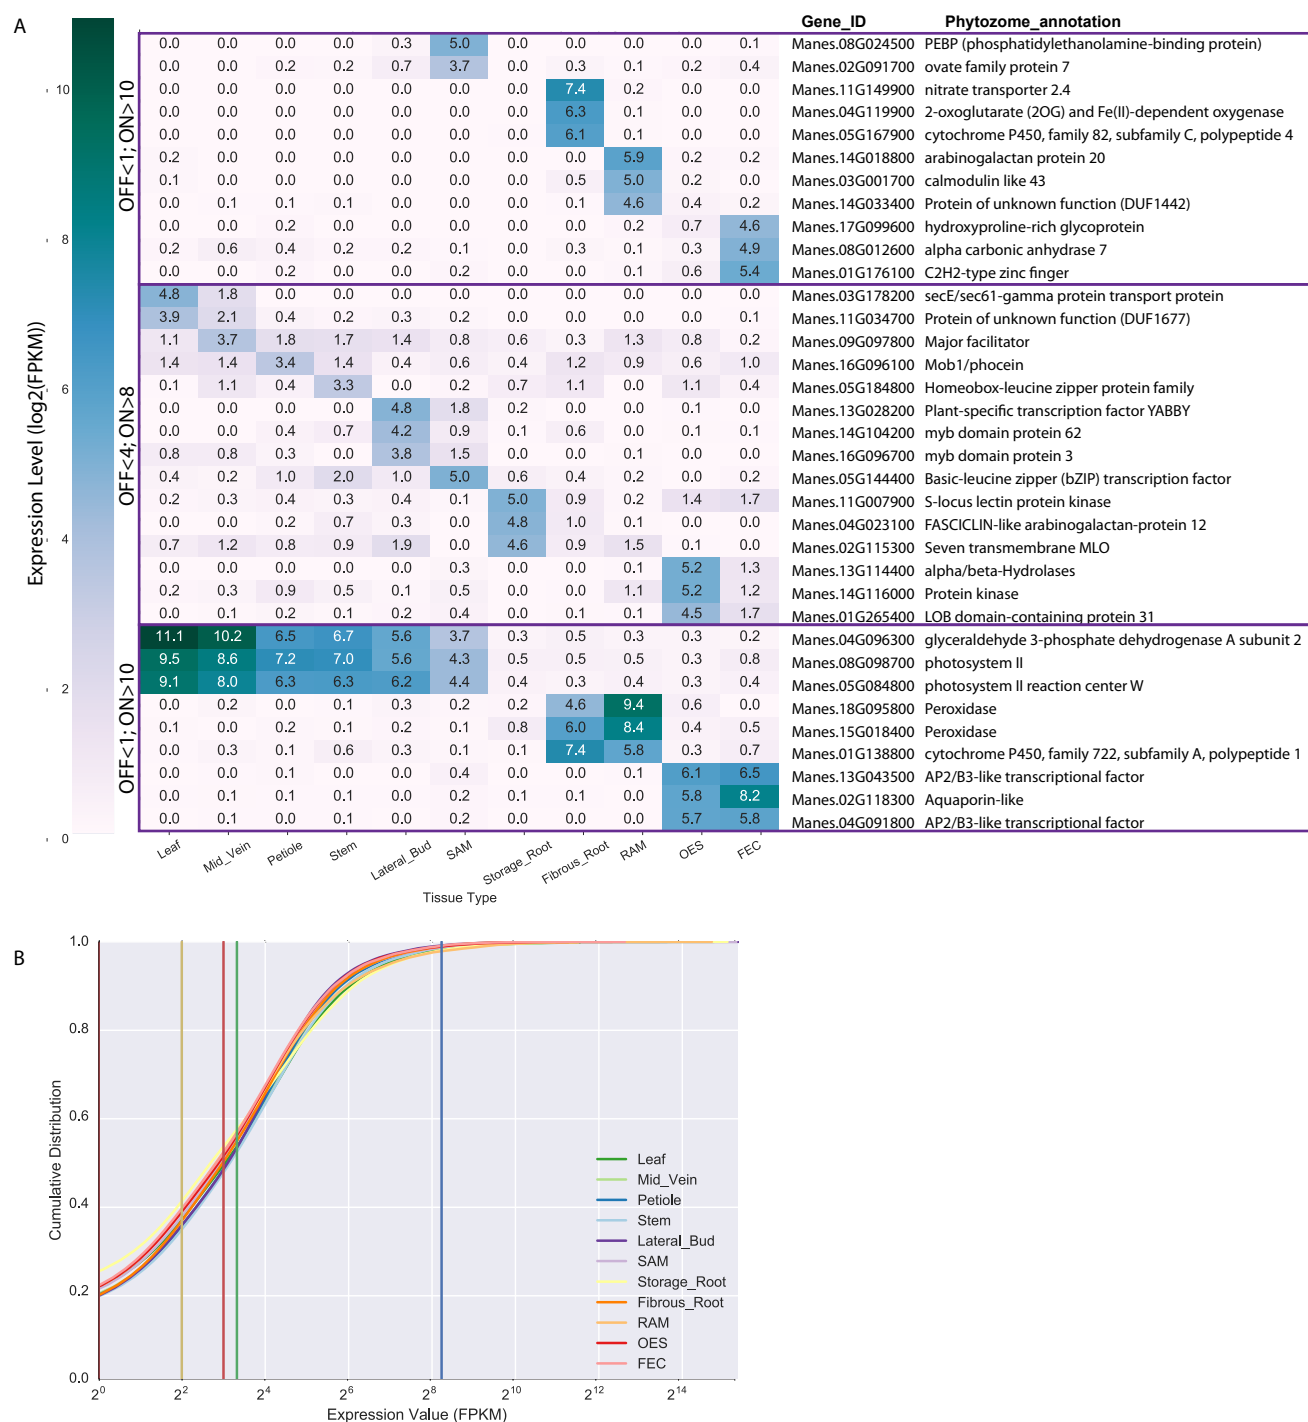 A
Gene_ID Phytozome_annotation
0.0 0.0 0.0 0.0 0.3 5.0 0.0 0.0 0.0 0.0 0.1 Manes.08G024500 PEBP (phosphatidylethanolamine-binding protein)
0.0 0.0 0.2 0.2 0.7 3.7 0.0 0.3 0.1 0.2 0.4 Manes.02G091700 ovate family protein 7
0.0 0.0 0.0 0.0 0.0 0.0 0.0 7.4 0.2 0.0 0.0 Manes.11G149900 nitrate transporter 2.4
0.0 0.0 0.0 0.0 0.0 0.0 0.0 6.3 0.1 0.0 0.0 Manes.04G119900 2-oxoglutarate (2OG) and Fe(II)-dependent oxygenase
0.0 0.0 0.0 0.0 0.0 0.0 0.0 6.1 0.1 0.0 0.0 Manes.05G167900 cytochrome P450, family 82, subfamily C, polypeptide 4
0.2 0.0 0.0 0.0 0.0 0.0 0.0 0.0 5.9 0.2 0.2 Manes.14G018800 arabinogalactan protein 20
0.1 0.0 0.0 0.0 0.0 0.0 0.0 0.5 5.0 0.2 0.0 Manes.03G001700 calmodulin like 43
0.0 0.1 0.1 0.1 0.0 0.0 0.0 0.1 4.6 0.4 0.2 Manes.14G033400 Protein of unknown function (DUF1442)
0.0 0.0 0.2 0.0 0.0 0.0 0.0 0.0 0.2 0.7 4.6 Manes.17G099600 hydroxyproline-rich glycoprotein
0.2 0.6 0.4 0.2 0.2 0.1 0.0 0.3 0.1 0.3 4.9 Manes.08G012600 alpha carbonic anhydrase 7
0.0 0.0 0.2 0.0 0.0 0.2 0.0 0.0 0.1 0.6 5.4 Manes.01G176100 C2H2-type zinc finger
4.8 1.8 0.0 0.0 0.0 0.0 0.0 0.0 0.0 0.0 0.0 Manes.03G178200 secE/sec61-gamma protein transport protein
3.9 2.1 0.4 0.2 0.3 0.2 0.0 0.0 0.0 0.0 0.0 Manes.11G034700 Protein of unknown function (DUF1677)
1.1 3.7 1.8 1.7 1.4 0.8 0.6 0.3 1.3 0.8 0.2 Manes.09G097800 Major facilitator
1.4 1.4 3.4 1.4 0.4 0.6 0.4 1.2 0.9 0.6 1.0 Manes.16G096100 Mob1/phocein
0.1 1.1 0.4 3.3 0.0 0.2 0.7 1.1 0.0 1.1 0.4 Manes.05G184800 Homeobox-leucine zipper protein family
0.0 0.0 0.0 0.0 4.8 1.8 0.2 0.0 0.0 0.0 0.0 Manes.13G028200 Plant-specific transcription factor YABBY
0.0 0.0 0.4 0.7 4.2 0.9 0.1 0.6 0.0 0.1 0.1 Manes.14G104200 myb domain protein 62
0.8 0.8 0.3 0.0 3.8 1.5 0.0 0.0 0.0 0.0 0.0 Manes.16G096700 myb domain protein 3
0.4 0.2 1.0 2.0 1.0 5.0 0.6 0.4 0.2 0.0 0.2 Manes.05G144400 Basic-leucine zipper (bZIP) transcription factor
0.2 0.3 0.4 0.3 0.4 0.1 5.0 0.9 0.2 1.4 1.7 Manes.11G007900 S-locus lectin protein kinase
0.0 0.0 0.2 0.7 0.3 0.0 4.8 1.0 0.1 0.0 0.0 Manes.04G023100 FASCICLIN-like arabinogalactan-protein 12
0.7 1.2 0.8 0.9 1.9 0.0 4.6 0.9 1.5 0.1 0.0 Manes.02G115300 Seven transmembrane MLO
0.0 0.0 0.0 0.0 0.0 0.3 0.0 0.0 0.1 5.2 1.3 Manes.13G114400 alpha/beta-Hydrolases
0.2 0.3 0.9 0.5 0.1 0.5 0.0 0.0 1.1 5.2 1.2 Manes.14G116000 Protein kinase
0.0 0.1 0.2 0.1 0.2 0.4 0.0 0.1 0.1 4.5 1.7 Manes.01G265400 LOB domain-containing protein 31
11.1 10.2 6.5 6.7 5.6 3.7 0.3 0.5 0.3 0.3 0.2 Manes.04G096300 glyceraldehyde 3-phosphate dehydrogenase A subunit 2
9.5 8.6 7.2 7.0 5.6 4.3 0.5 0.5 0.5 0.3 0.8 Manes.08G098700 photosystem II
9.1 8.0 6.3 6.3 6.2 4.4 0.4 0.3 0.4 0.3 0.4 Manes.05G084800 photosystem II reaction center W
0.0 0.2 0.0 0.1 0.3 0.2 0.2 4.6 9.4 0.6 0.0 Manes.18G095800 Peroxidase
0.1 0.0 0.2 0.1 0.2 0.1 0.8 6.0 8.4 0.4 0.5 Manes.15G018400 Peroxidase
0.0 0.3 0.1 0.6 0.3 0.1 0.1 7.4 5.8 0.3 0.7 Manes.01G138800 cytochrome P450, family 722, subfamily A, polypeptide 1
0.0 0.0 0.1 0.0 0.0 0.4 0.0 0.0 0.1 6.1 6.5 Manes.13G043500 AP2/B3-like transcriptional factor
0.0 0.1 0.1 0.0 0.0 0.2 0.1 0.1 0.0 5.8 8.2 Manes.02G118300 Aquaporin-like
0.0 0.1 0.0 0.1 0.0 0.2 0.0 0.0 0.0 5.7 5.8 Manes.04G091800 AP2/B3-like transcriptional factor
OFF<1; ON>10
OFF<4; ON>8
OFF<1; ON>10
Expression Level (log2(FPKM))
- 10
- 8
- 6
- 4
- 2
- 0
Leaf Mid_Vein Petiole Stem Lateral_Bud SAM Storage_Root Fibrous_Root RAM OES FEC
Tissue Type
B
1.0
0.8
0.6
0.4
0.2
0.0
Cumulative Distribution
Leaf
Mid_Vein
Petiole
Stem
Lateral_Bud
SAM
Storage_Root
Fibrous_Root
RAM
OES
FEC
2^0 2^2 2^4 2^6 2^8 2^10 2^12 2^14
Expression Value (FPKM)